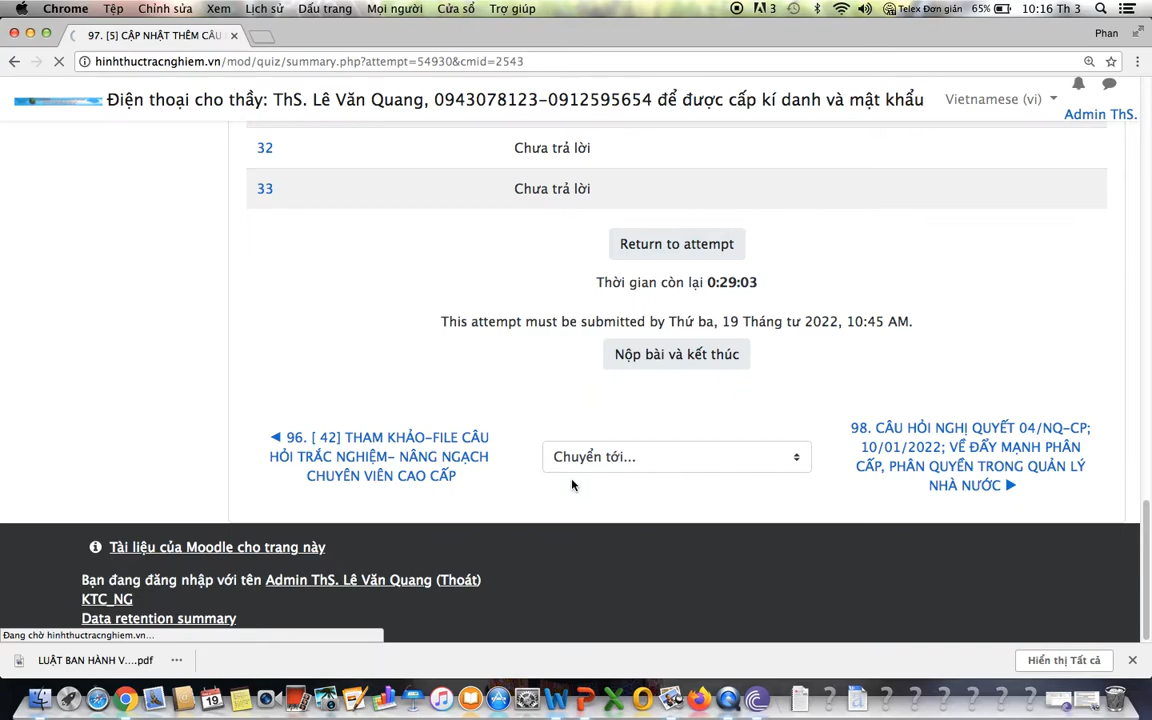 Chrome Tệp Chỉnh sửa Xem Lịch sử Dấu trang Mọi người Cửa sổ Trợ giúp 3 Telex Đơn giản 65% 10:16 Th 3
97. [5] CẬP NHẬT THÊM CÂU Phan
hinhthuctracnghiem.vn/mod/quiz/summary.php?attempt=54930&cmid=2543
Điện thoại cho thầy: ThS. Lê Văn Quang, 0943078123-0912595654 để được cấp kí danh và mật khẩu Vietnamese (vi)
Admin ThS.
32 Chưa trả lời
33 Chưa trả lời
Return to attempt
Thời gian còn lại 0:29:03
This attempt must be submitted by Thứ ba, 19 Tháng tư 2022, 10:45 AM.
Nộp bài và kết thúc
◀ 96. [ 42] THAM KHẢO-FILE CÂU
HỎI TRẮC NGHIỆM- NÂNG NGẠCH
CHUYÊN VIÊN CAO CẤP
Chuyển tới...
98. CÂU HỎI NGHỊ QUYẾT 04/NQ-CP;
10/01/2022; VỀ ĐẨY MẠNH PHÂN
CẤP, PHÂN QUYỀN TRONG QUẢN LÝ
NHÀ NƯỚC ▶
Tài liệu của Moodle cho trang này
Bạn đang đăng nhập với tên Admin ThS. Lê Văn Quang (Thoát)
KTC_NG
Data retention summary
Đang chờ hinhthuctracnghiem.vn...
LUẬT BAN HÀNH V....pdf Hiển thị Tất cả
19